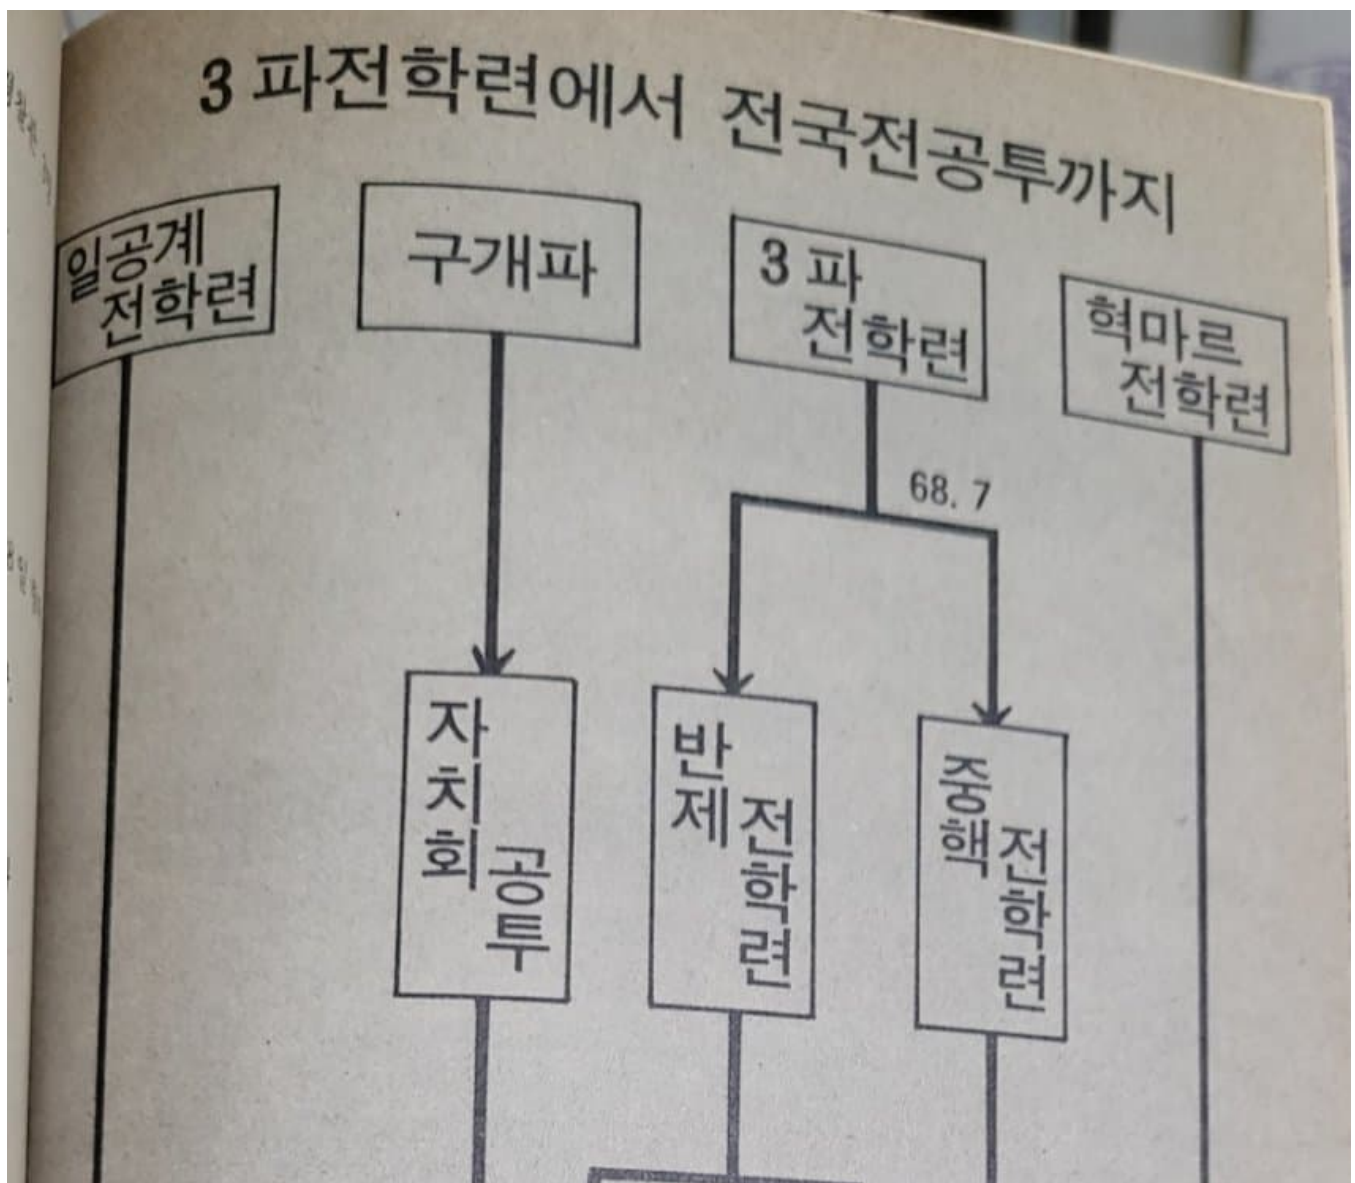 3파전학련에서 전국전공투까지
일공계
전학련
구개파
3파
전학련
혁마르
전학련
68. 7
자치회
공투
반제
전학련
중핵
전학련